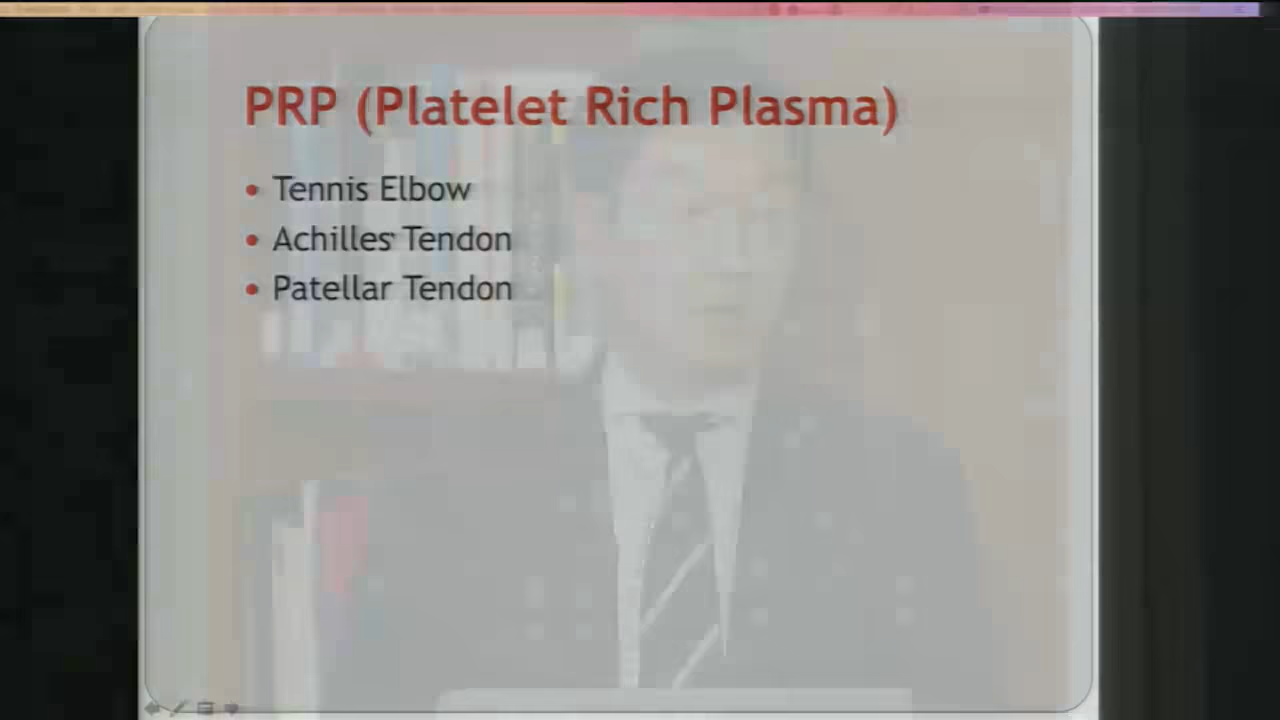 PRP (Platelet Rich Plasma)
• Tennis Elbow
• Achilles Tendon
• Patellar Tendon